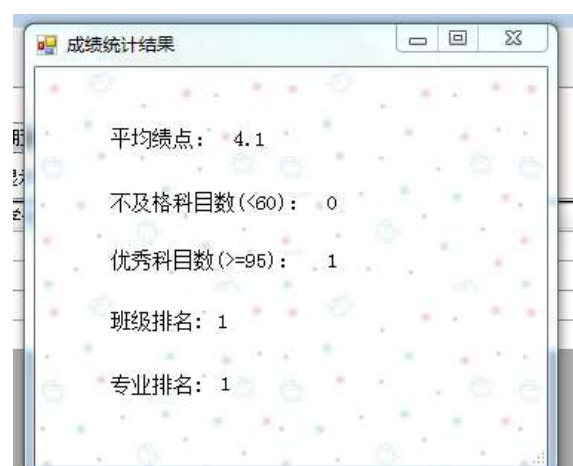 成绩统计结果
平均绩点: 4.1
不及格科目数(<60): 0
优秀科目数(>=95): 1
班级排名: 1
专业排名: 1